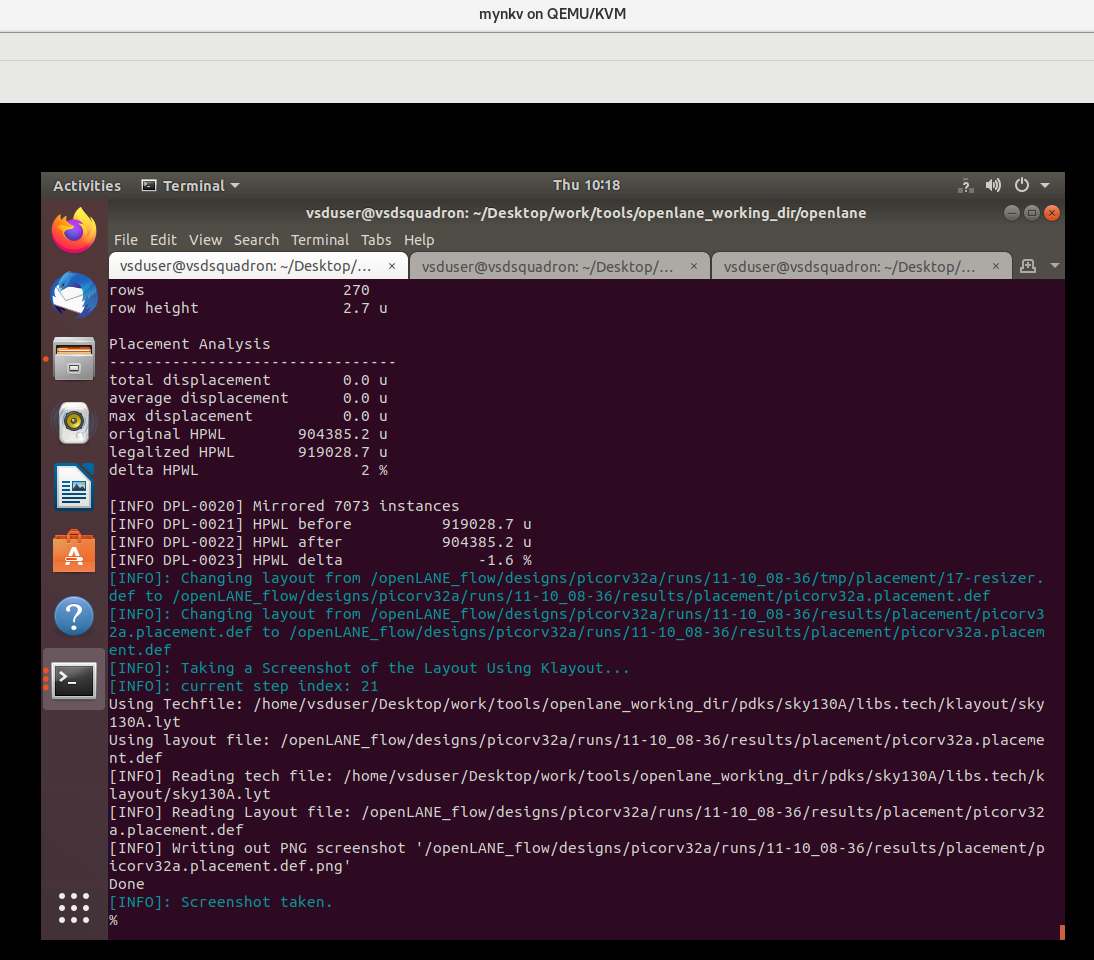 mynkv on QEMU/KVM
Activities Terminal Thu 10:18
vsduser@vsdsquadron: ~/Desktop/work/tools/openlane_working_dir/openlane
File Edit View Search Terminal Tabs Help
vsduser@vsdsquadron: ~/Desktop/... × vsduser@vsdsquadron: ~/Desktop/... × vsduser@vsdsquadron: ~/Desktop/... ×
rows                      270
row height                2.7 u
Placement Analysis
--------------------------------
total displacement        0.0 u
average displacement      0.0 u
max displacement          0.0 u
original HPWL        904385.2 u
legalized HPWL       919028.7 u
delta HPWL                  2 %
[INFO DPL-0020] Mirrored 7073 instances
[INFO DPL-0021] HPWL before          919028.7 u
[INFO DPL-0022] HPWL after           904385.2 u
[INFO DPL-0023] HPWL delta               -1.6 %
[INFO]: Changing layout from /openLANE_flow/designs/picorv32a/runs/11-10_08-36/tmp/placement/17-resizer.
def to /openLANE_flow/designs/picorv32a/runs/11-10_08-36/results/placement/picorv32a.placement.def
[INFO]: Changing layout from /openLANE_flow/designs/picorv32a/runs/11-10_08-36/results/placement/picorv3
2a.placement.def to /openLANE_flow/designs/picorv32a/runs/11-10_08-36/results/placement/picorv32a.placem
ent.def
[INFO]: Taking a Screenshot of the Layout Using Klayout...
[INFO]: current step index: 21
Using Techfile: /home/vsduser/Desktop/work/tools/openlane_working_dir/pdks/sky130A/libs.tech/klayout/sky
130A.lyt
Using layout file: /openLANE_flow/designs/picorv32a/runs/11-10_08-36/results/placement/picorv32a.placeme
nt.def
[INFO] Reading tech file: /home/vsduser/Desktop/work/tools/openlane_working_dir/pdks/sky130A/libs.tech/k
layout/sky130A.lyt
[INFO] Reading Layout file: /openLANE_flow/designs/picorv32a/runs/11-10_08-36/results/placement/picorv32
a.placement.def
[INFO] Writing out PNG screenshot '/openLANE_flow/designs/picorv32a/runs/11-10_08-36/results/placement/p
icorv32a.placement.def.png'
Done
[INFO]: Screenshot taken.
%